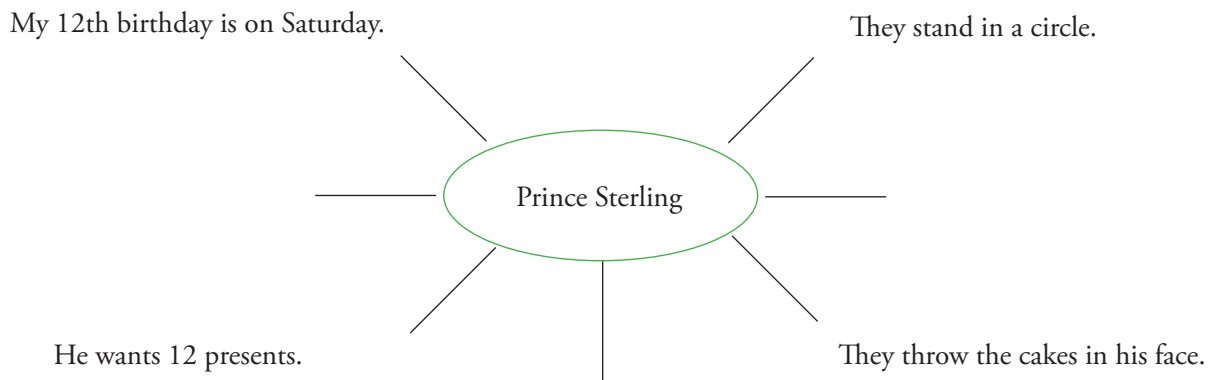 My 12th birthday is on Saturday.
They stand in a circle.
Prince Sterling
He wants 12 presents.
They throw the cakes in his face.